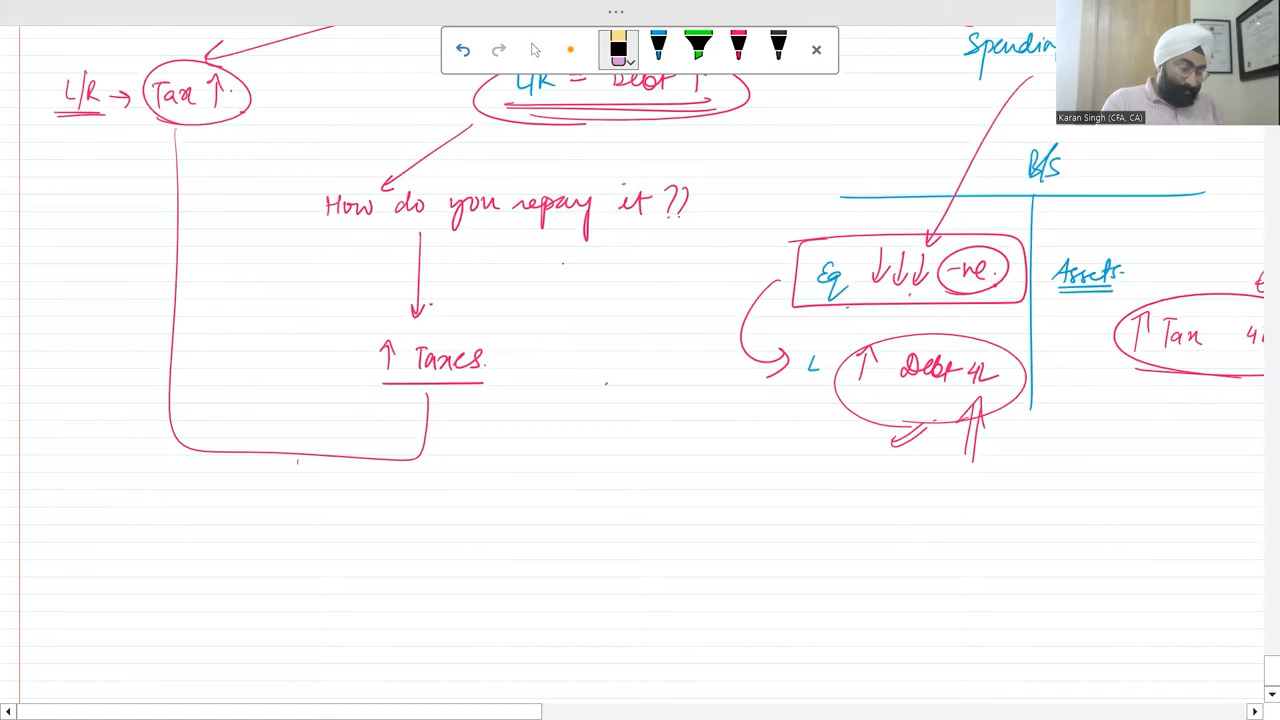 Spendin
Karan Singh (CFA, CA)
L/R → Tax ↑
L/R = Debt ↑
B/S
How do you repay it ??
Eq ↓↓↓ -ve.
Assets.
↑ Tax 4
↑ Taxes.
L ↑ Debt 4L